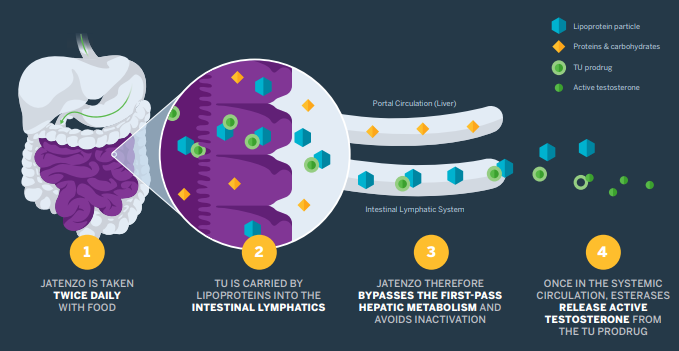 Lipoprotein particle
Proteins & carbohydrates
TU prodrug
Active testosterone
Portal Circulation (Liver)
Intestinal Lymphatic System
1
JATENZO IS TAKEN
TWICE DAILY
WITH FOOD
2
TU IS CARRIED BY
LIPOPROTEINS INTO THE
INTESTINAL LYMPHATICS
3
JATENZO THEREFORE
BYPASSES THE FIRST-PASS
HEPATIC METABOLISM AND
AVOIDS INACTIVATION
4
ONCE IN THE SYSTEMIC
CIRCULATION, ESTERASES
RELEASE ACTIVE
TESTOSTERONE FROM
THE TU PRODRUG